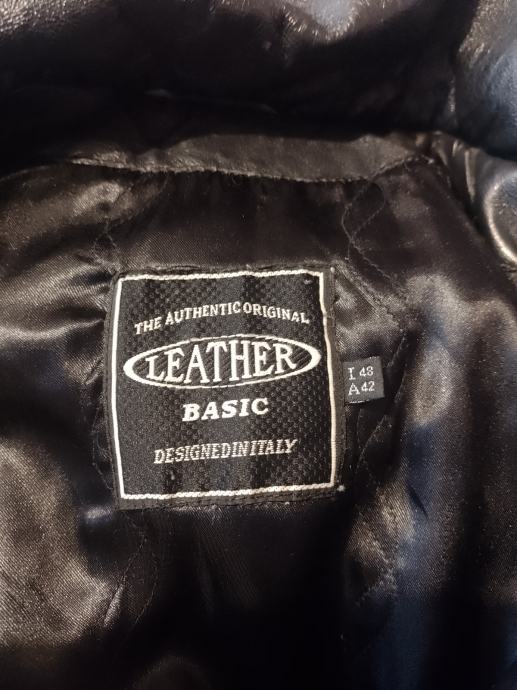 THE AUTHENTIC ORIGINAL
LEATHER
BASIC
DESIGNED IN ITALY
I 48
A 42